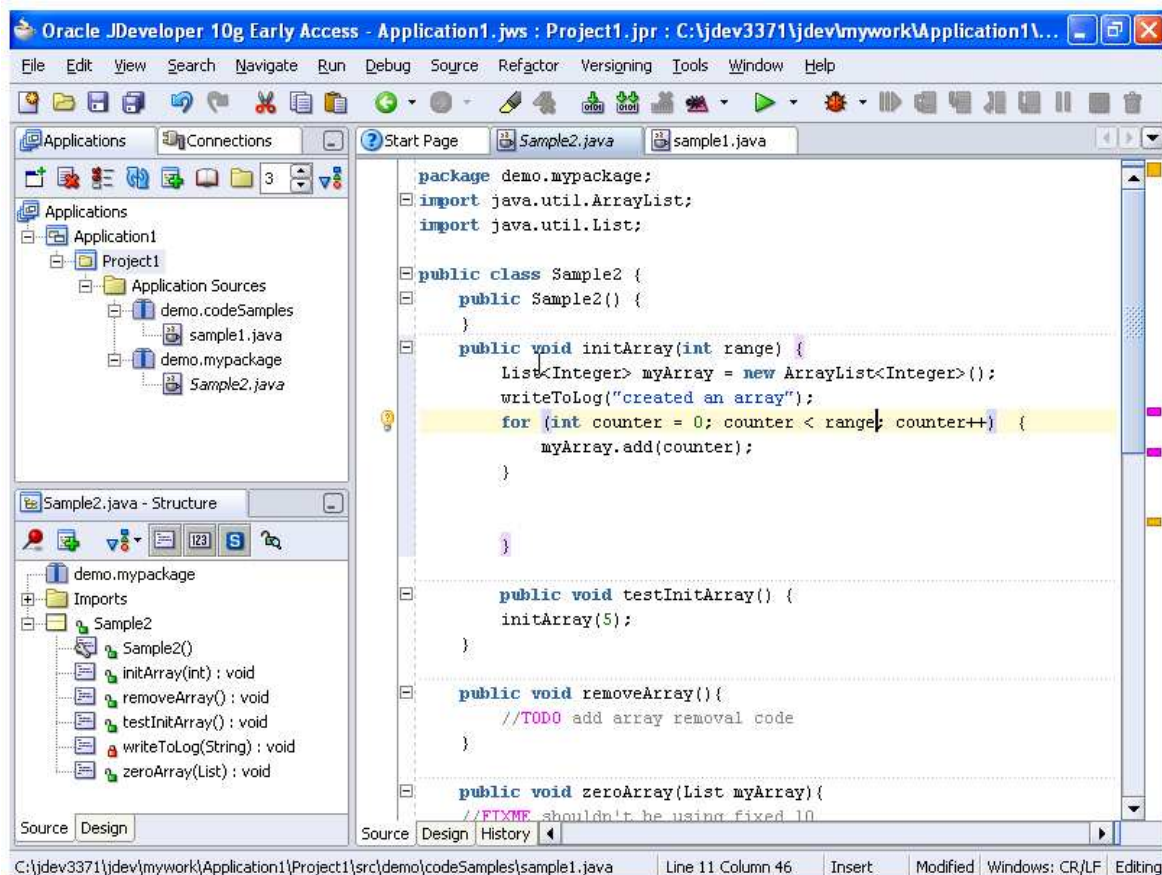 Oracle JDeveloper 10g Early Access - Application1.jws : Project1.jpr : C:\jdev3371\jdev\mywork\Application1\...
File Edit View Search Navigate Run Debug Source Refactor Versioning Tools Window Help
Applications Connections
3
Applications
Application1
Project1
Application Sources
demo.codeSamples
sample1.java
demo.mypackage
Sample2.java
Sample2.java - Structure
123 S
demo.mypackage
Imports
Sample2
Sample2()
initArray(int) : void
removeArray() : void
testInitArray() : void
writeToLog(String) : void
zeroArray(List) : void
Source Design
Start Page Sample2.java sample1.java
package demo.mypackage;
import java.util.ArrayList;
import java.util.List;
public class Sample2 {
public Sample2() {
}
public void initArray(int range) {
List<Integer> myArray = new ArrayList<Integer>();
writeToLog("created an array");
for (int counter = 0; counter < range; counter++) {
myArray.add(counter);
}
}
public void testInitArray() {
initArray(5);
}
public void removeArray(){
//TODO add array removal code
}
public void zeroArray(List myArray){
//FIXME shouldn't be using fixed 10
Source Design History
C:\jdev3371\jdev\mywork\Application1\Project1\src\demo\codeSamples\sample1.java Line 11 Column 46 Insert Modified Windows: CR/LF Editing